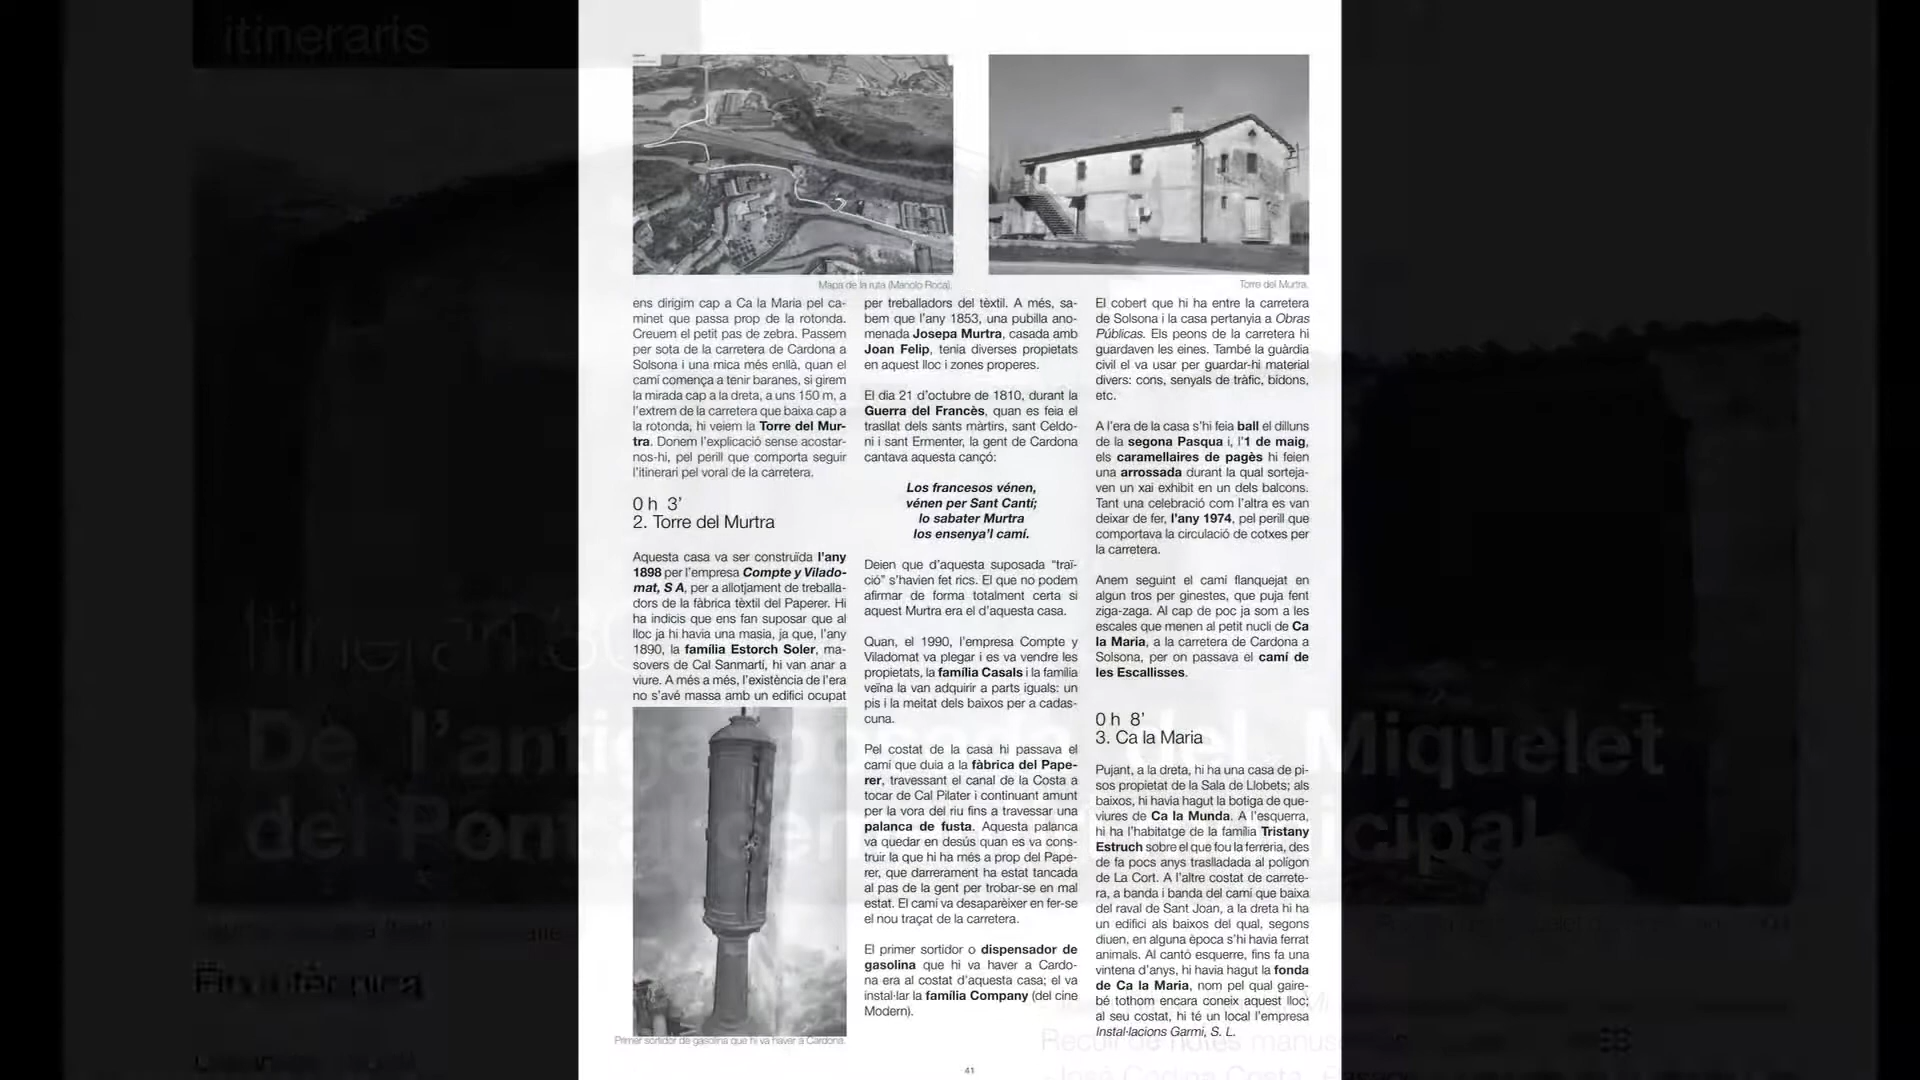 itineraris
Mapa de la ruta (Manolo Roca).
Torre del Murtra.
ens dirigim cap a Ca la Maria pel ca-
minet que passa prop de la rotonda.
Creuem el petit pas de zebra. Passem
per sota de la carretera de Cardona a
Solsona i una mica més enllà, quan el
camí comença a tenir baranes, si girem
la mirada cap a la dreta, a uns 150 m, a
l'extrem de la carretera que baixa cap a
la rotonda, hi veiem la Torre del Mur-
tra. Donem l'explicació sense acostar-
nos-hi, pel perill que comporta seguir
l'itinerari pel voral de la carretera.
0 h 3'
2. Torre del Murtra
Aquesta casa va ser construïda l'any
1898 per l'empresa Compte y Vilado-
mat, S A, per a allotjament de treballa-
dors de la fàbrica tèxtil del Paperer. Hi
ha indicis que ens fan suposar que al
lloc ja hi havia una masia, ja que, l'any
1890, la família Estorch Soler, ma-
sovers de Cal Sanmartí, hi van anar a
viure. A més a més, l'existència de l'era
no s'avé massa amb un edifici ocupat
Primer sortidor de gasolina que hi va haver a Cardona.
per treballadors del tèxtil. A més, sa-
bem que l'any 1853, una pubilla ano-
menada Josepa Murtra, casada amb
Joan Felip, tenia diverses propietats
en aquest lloc i zones properes.
El dia 21 d'octubre de 1810, durant la
Guerra del Francès, quan es feia el
trasllat dels sants màrtirs, sant Celdo-
ni i sant Ermenter, la gent de Cardona
cantava aquesta cançó:
Los francesos vénen,
vénen per Sant Cantí;
lo sabater Murtra
los ensenya'l camí.
Deien que d'aquesta suposada "traï-
ció" s'havien fet rics. El que no podem
afirmar de forma totalment certa si
aquest Murtra era el d'aquesta casa.
Quan, el 1990, l'empresa Compte y
Viladomat va plegar i es va vendre les
propietats, la família Casals i la família
veïna la van adquirir a parts iguals: un
pis i la meitat dels baixos per a cadas-
cuna.
Pel costat de la casa hi passava el
camí que duia a la fàbrica del Pape-
rer, travessant el canal de la Costa a
tocar de Cal Pilater i continuant amunt
per la vora del riu fins a travessar una
palanca de fusta. Aquesta palanca
va quedar en desús quan es va cons-
truir la que hi ha més a prop del Pape-
rer, que darrerament ha estat tancada
al pas de la gent per trobar-se en mal
estat. El camí va desaparèixer en fer-se
el nou traçat de la carretera.
El primer sortidor o dispensador de
gasolina que hi va haver a Cardo-
na era al costat d'aquesta casa; el va
instal·lar la família Company (del cine
Modern).
El cobert que hi ha entre la carretera
de Solsona i la casa pertanyia a Obras
Públicas. Els peons de la carretera hi
guardaven les eines. També la guàrdia
civil el va usar per guardar-hi material
divers: cons, senyals de tràfic, bidons,
etc.
A l'era de la casa s'hi feia ball el dilluns
de la segona Pasqua i, l'1 de maig,
els caramellaires de pagès hi feien
una arrossada durant la qual sorteja-
ven un xai exhibit en un dels balcons.
Tant una celebració com l'altra es van
deixar de fer, l'any 1974, pel perill que
comportava la circulació de cotxes per
la carretera.
Anem seguint el camí flanquejat en
algun tros per ginestes, que puja fent
ziga-zaga. Al cap de poc ja som a les
escales que menen al petit nucli de Ca
la Maria, a la carretera de Cardona a
Solsona, per on passava el camí de
les Escallisses.
0 h 8'
3. Ca la Maria
Pujant, a la dreta, hi ha una casa de pi-
sos propietat de la Sala de Llobets; als
baixos, hi havia hagut la botiga de que-
viures de Ca la Munda. A l'esquerra,
hi ha l'habitatge de la família Tristany
Estruch sobre el que fou la ferreria, des
de fa pocs anys traslladada al polígon
de La Cort. A l'altre costat de carrete-
ra, a banda i banda del camí que baixa
del raval de Sant Joan, a la dreta hi ha
un edifici als baixos del qual, segons
diuen, en alguna època s'hi havia ferrat
animals. Al cantó esquerre, fins fa una
vintena d'anys, hi havia hagut la fonda
de Ca la Maria, nom pel qual gaire-
bé tothom encara coneix aquest lloc;
al seu costat, hi té un local l'empresa
Instal·lacions Garmi, S. L.
41
De l'antiga posada del Miquelet
del Pont al cementiri municipal